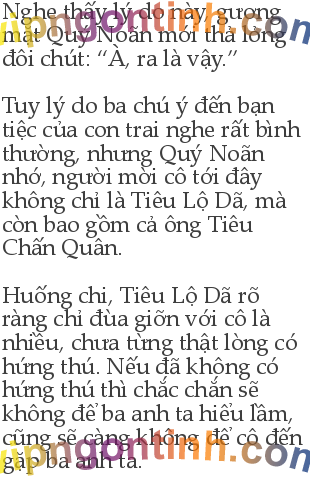 Nghe thấy lý do này, gương
mặt Quý Noãn mới thả lỏng
đôi chút: “À, ra là vậy.”
Tuy lý do ba chú ý đến bạn
tiệc của con trai nghe rất bình
thường, nhưng Quý Noãn
nhớ, người mời cô tới đây
không chỉ là Tiêu Lộ Dã, mà
còn bao gồm cả ông Tiêu
Chấn Quân.
Huống chi, Tiêu Lộ Dã rõ
ràng chỉ đùa giỡn với cô là
nhiều, chưa từng thật lòng có
hứng thú. Nếu đã không có
hứng thú thì chắc chắn sẽ
không để ba anh ta hiểu lầm,
cũng sẽ càng không để cô đến
gặp ba anh ta.
vipngontinh.com
vipngontinh.com